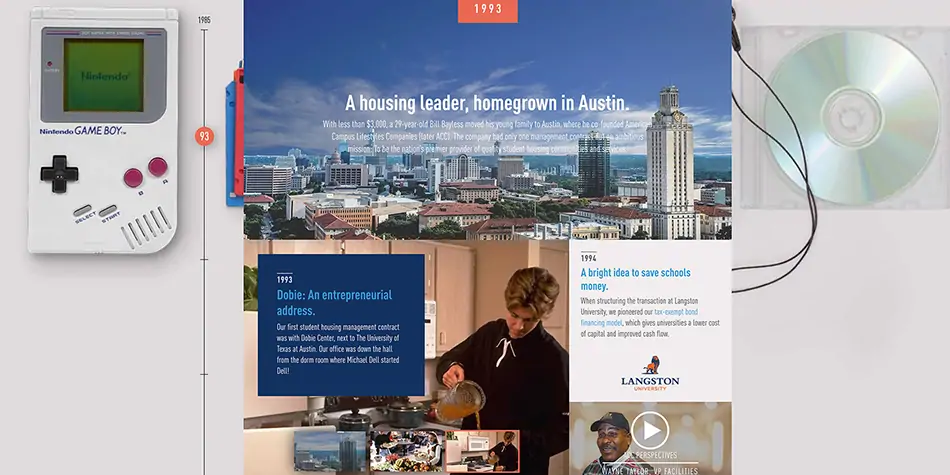 1993
1985
93
Nintendo
Nintendo GAME BOY
SELECT
START
B
A
A housing leader, homegrown in Austin.
With less than $3,000, a 29-year-old Bill Bayless moved his young family to Austin, where he co-founded American
Campus Lifestyles Companies (later ACC). The company had only one management contract but an ambitious
mission: To be the nation's premier provider of quality student housing communities and services.
1993
Dobie: An entrepreneurial
address.
Our first student housing management contract
was with Dobie Center, next to The University of
Texas at Austin. Our office was down the hall
from the dorm room where Michael Dell started
Dell!
1994
A bright idea to save schools
money.
When structuring the transaction at Langston
University, we pioneered our tax-exempt bond
financing model, which gives universities a lower cost
of capital and improved cash flow.
LANGSTON
UNIVERSITY
PERSPECTIVES
WAYNE TAYLOR, VP FACILITIES